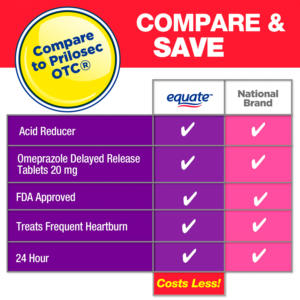 Compare
to Prilosec
OTC®
COMPARE &
SAVE
equate™
National
Brand
Acid Reducer
Omeprazole Delayed Release
Tablets 20 mg
FDA Approved
Treats Frequent Heartburn
24 Hour
Costs Less!